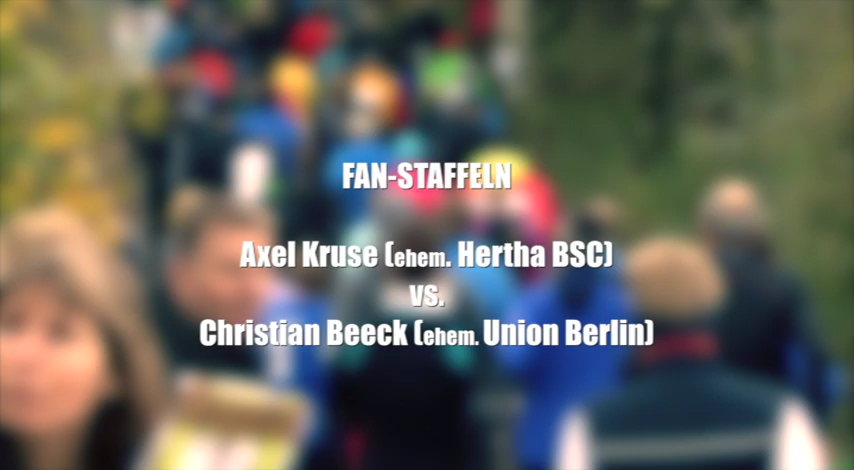 FAN-STAFFELN
Axel Kruse (ehem. Hertha BSC)
vs.
Christian Beeck (ehem. Union Berlin)